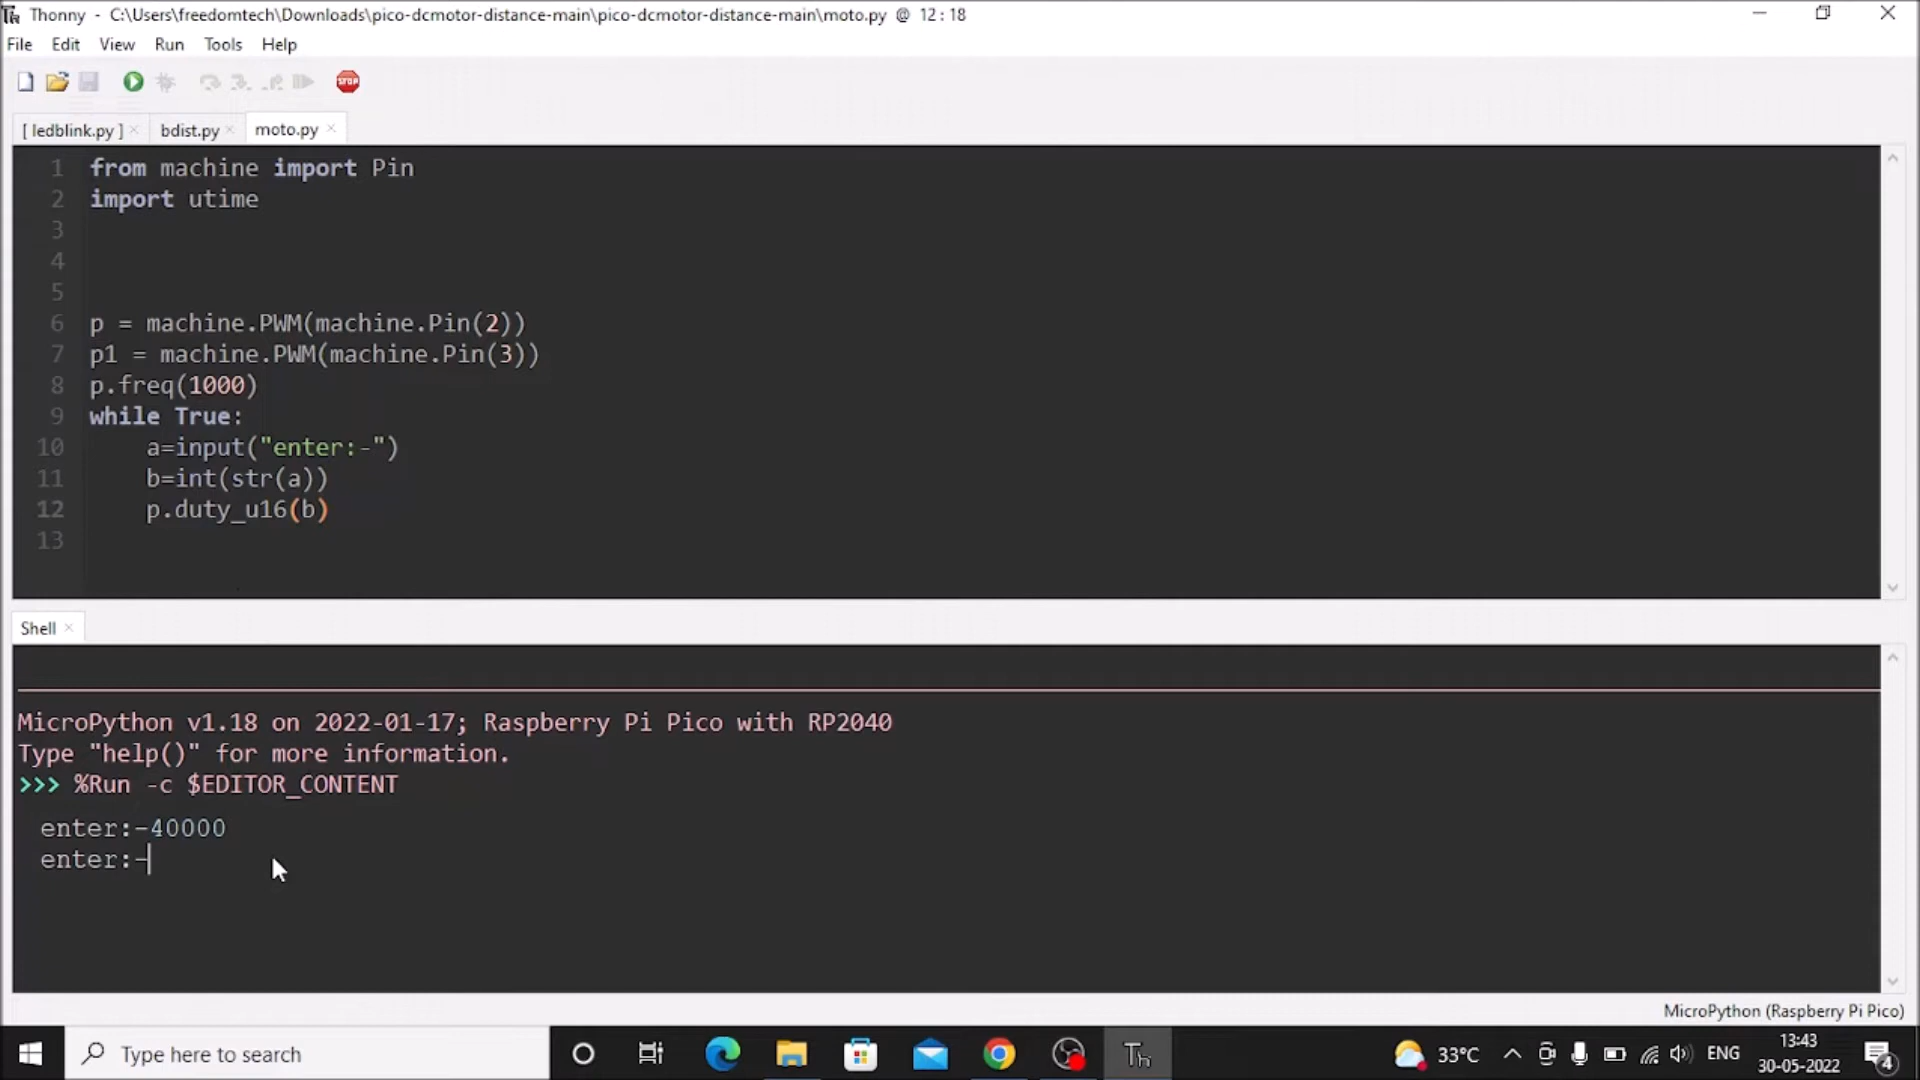 Thonny - C:\Users\freedomtech\Downloads\pico-dcmotor-distance-main\pico-dcmotor-distance-main\moto.py @ 12:18
File Edit View Run Tools Help
STOP
[ ledblink.py ] × bdist.py × moto.py ×
1 from machine import Pin
2 import utime
3
4
5
6 p = machine.PWM(machine.Pin(2))
7 p1 = machine.PWM(machine.Pin(3))
8 p.freq(1000)
9 while True:
10 a=input("enter:-")
11 b=int(str(a))
12 p.duty_u16(b)
13
Shell ×
MicroPython v1.18 on 2022-01-17; Raspberry Pi Pico with RP2040
Type "help()" for more information.
>>> %Run -c $EDITOR_CONTENT
enter:-40000
enter:-
MicroPython (Raspberry Pi Pico)
Type here to search
Th
33°C
ENG
13:43
30-05-2022
4